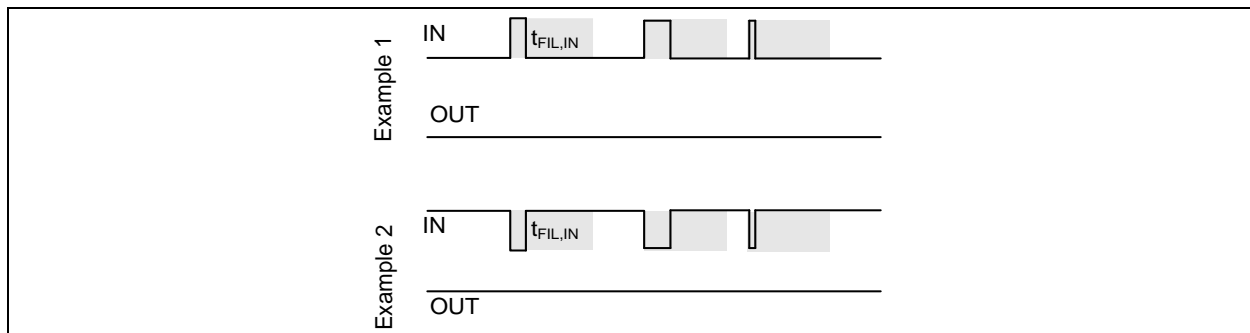 Example 1
IN
tFIL,IN
OUT
Example 2
IN
tFIL,IN
OUT